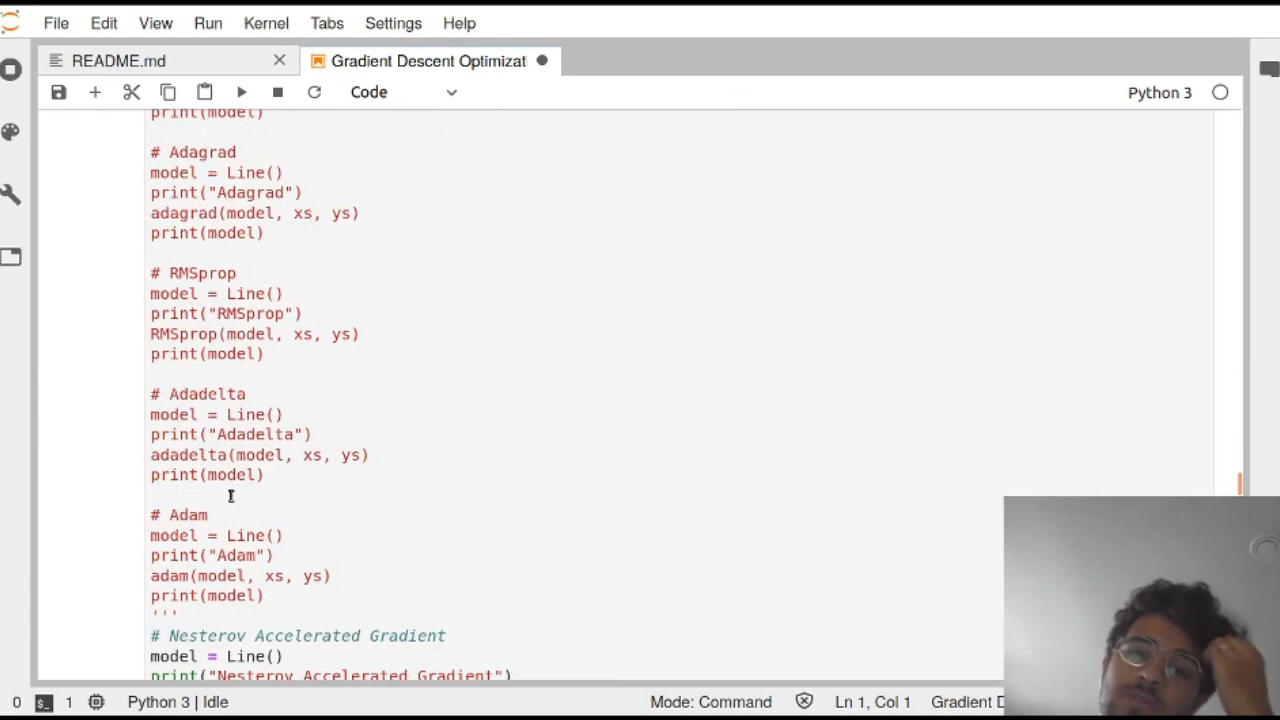 File Edit View Run Kernel Tabs Settings Help
README.md
Gradient Descent Optimizati
Code
Python 3
print(model)
# Adagrad
model = Line()
print("Adagrad")
adagrad(model, xs, ys)
print(model)
# RMSprop
model = Line()
print("RMSprop")
RMSprop(model, xs, ys)
print(model)
# Adadelta
model = Line()
print("Adadelta")
adadelta(model, xs, ys)
print(model)
# Adam
model = Line()
print("Adam")
adam(model, xs, ys)
print(model)
'''
# Nesterov Accelerated Gradient
model = Line()
print("Nesterov Accelerated Gradient")
0 $_ 1 Python 3 | Idle Mode: Command Ln 1, Col 1 Gradient D